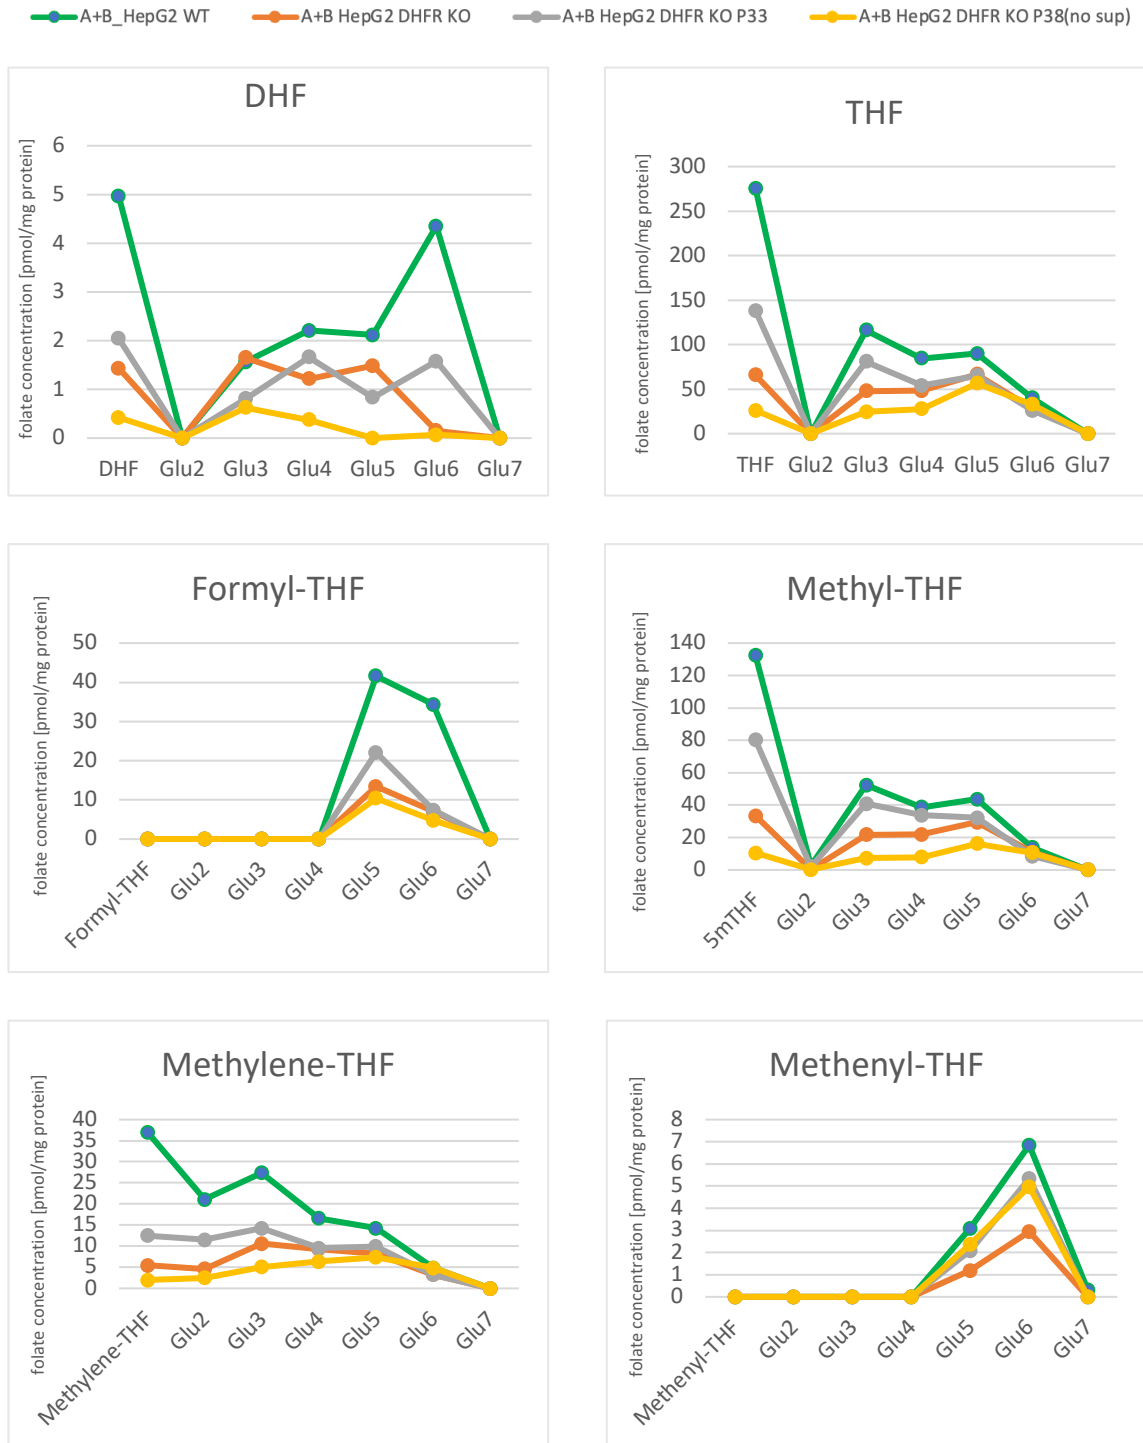 A+B_HepG2 WT A+B HepG2 DHFR KO A+B HepG2 DHFR KO P33 A+B HepG2 DHFR KO P38(no sup)
DHF
folate concentration [pmol/mg protein]
6
5
4
3
2
1
0
DHF Glu2 Glu3 Glu4 Glu5 Glu6 Glu7
THF
folate concentration [pmol/mg protein]
300
250
200
150
100
50
0
THF Glu2 Glu3 Glu4 Glu5 Glu6 Glu7
Formyl-THF
folate concentration [pmol/mg protein]
50
40
30
20
10
0
Formyl-THF Glu2 Glu3 Glu4 Glu5 Glu6 Glu7
Methyl-THF
folate concentration [pmol/mg protein]
140
120
100
80
60
40
20
0
5mTHF Glu2 Glu3 Glu4 Glu5 Glu6 Glu7
Methylene-THF
folate concentration [pmol/mg protein]
40
35
30
25
20
15
10
5
0
Methylene-THF Glu2 Glu3 Glu4 Glu5 Glu6 Glu7
Methenyl-THF
folate concentration [pmol/mg protein]
8
7
6
5
4
3
2
1
0
Methenyl-THF Glu2 Glu3 Glu4 Glu5 Glu6 Glu7